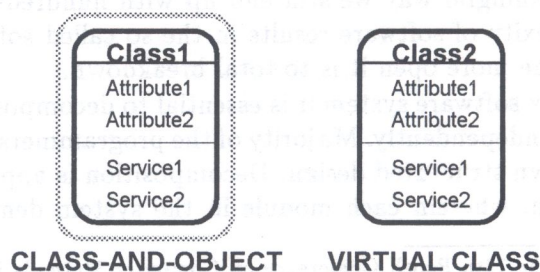 Class1
Attribute1
Attribute2
Service1
Service2
CLASS-AND-OBJECT
Class2
Attribute1
Attribute2
Service1
Service2
VIRTUAL CLASS